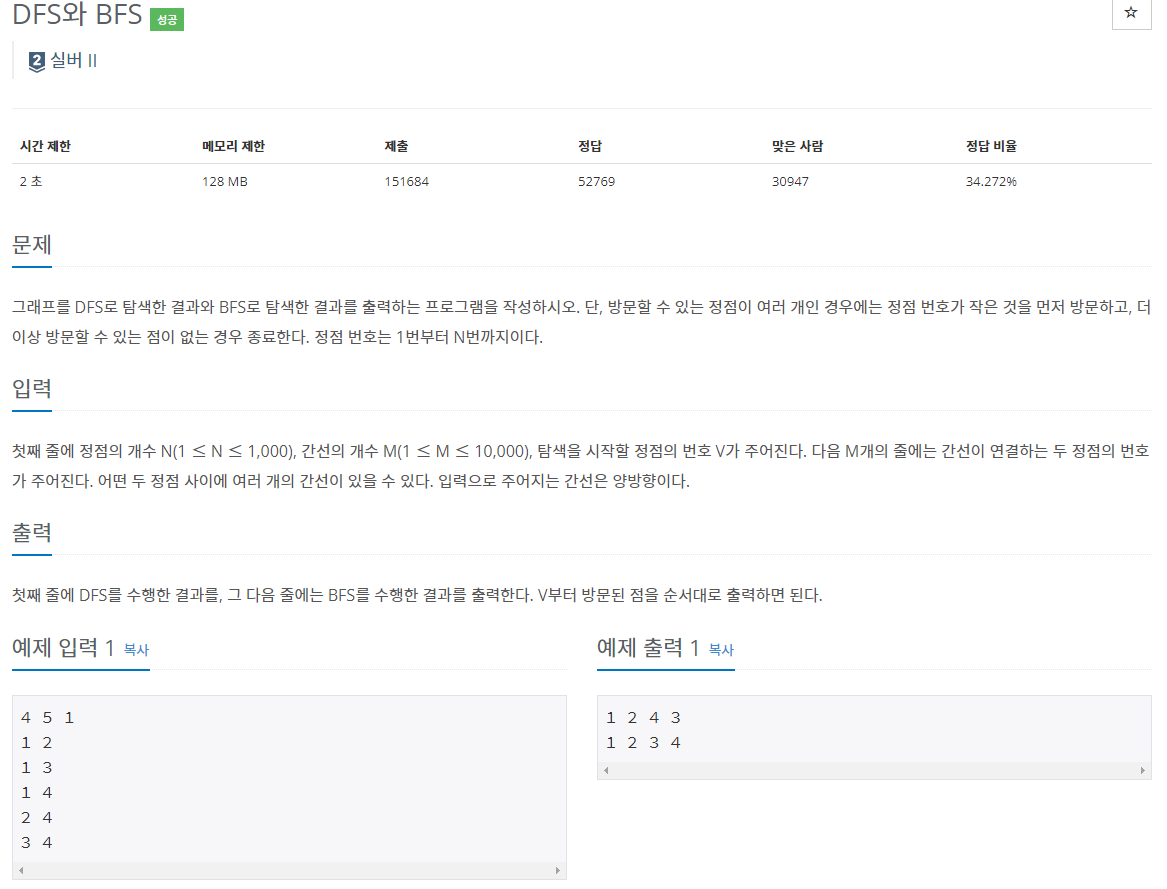 DFS와 BFS 성공
☆
2 실버 II
시간 제한 메모리 제한 제출 정답 맞은 사람 정답 비율
2 초 128 MB 151684 52769 30947 34.272%
문제
그래프를 DFS로 탐색한 결과와 BFS로 탐색한 결과를 출력하는 프로그램을 작성하시오. 단, 방문할 수 있는 정점이 여러 개인 경우에는 정점 번호가 작은 것을 먼저 방문하고, 더
이상 방문할 수 있는 점이 없는 경우 종료한다. 정점 번호는 1번부터 N번까지이다.
입력
첫째 줄에 정점의 개수 N(1 ≤ N ≤ 1,000), 간선의 개수 M(1 ≤ M ≤ 10,000), 탐색을 시작할 정점의 번호 V가 주어진다. 다음 M개의 줄에는 간선이 연결하는 두 정점의 번호
가 주어진다. 어떤 두 정점 사이에 여러 개의 간선이 있을 수 있다. 입력으로 주어지는 간선은 양방향이다.
출력
첫째 줄에 DFS를 수행한 결과를, 그 다음 줄에는 BFS를 수행한 결과를 출력한다. V부터 방문된 점을 순서대로 출력하면 된다.
예제 입력 1 복사
4 5 1
1 2
1 3
1 4
2 4
3 4
예제 출력 1 복사
1 2 4 3
1 2 3 4